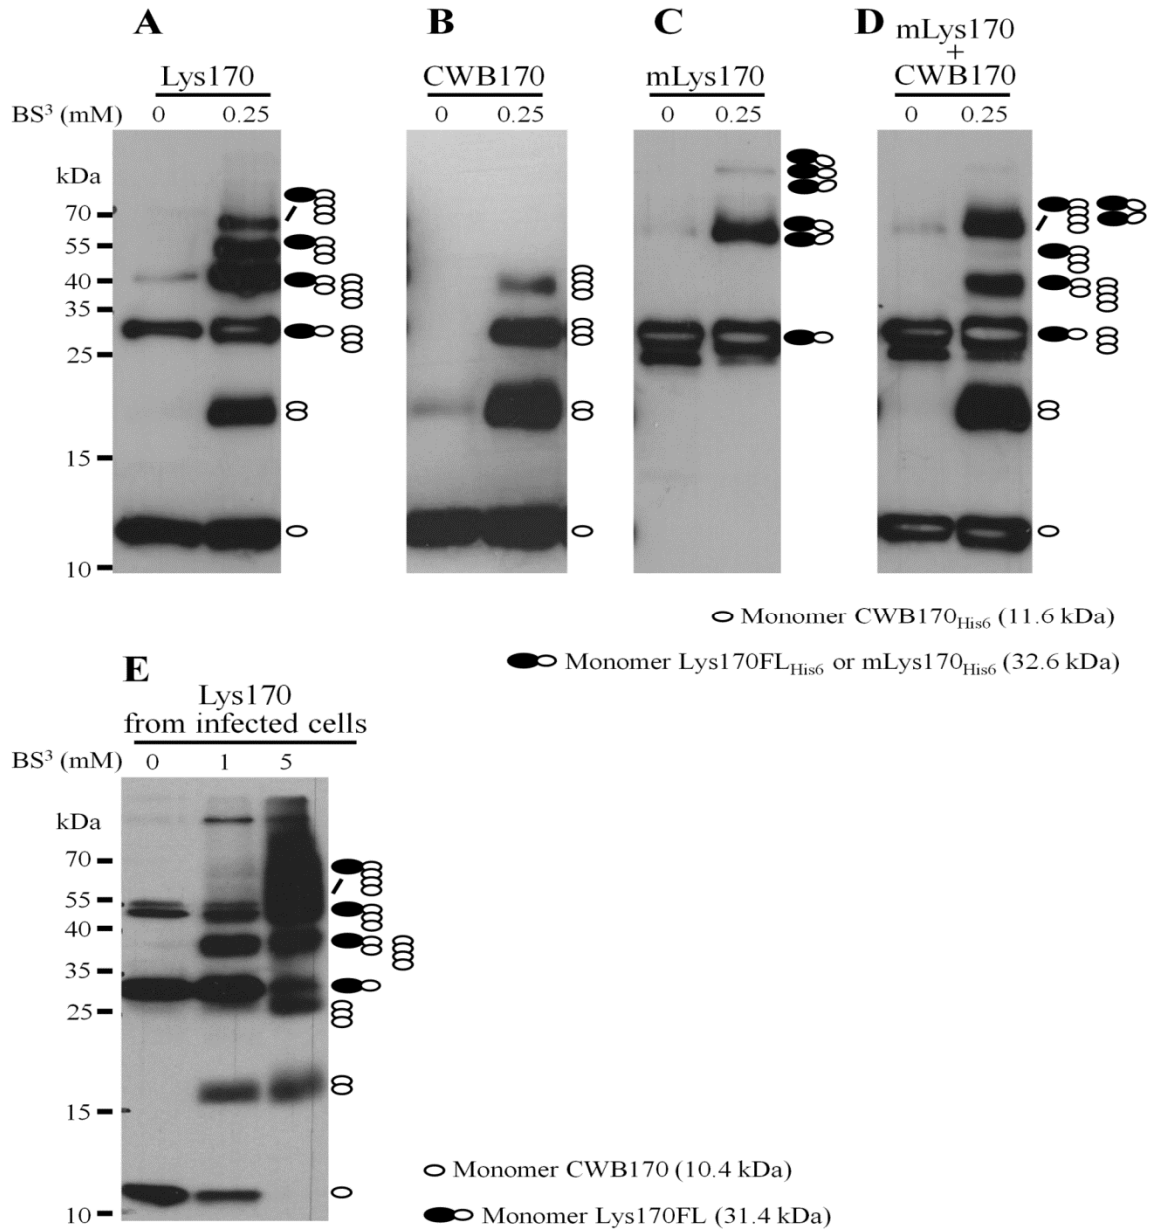 A B C D
mLys170
+
Lys170 CWB170 mLys170 CWB170
BS³ (mM) 0 0.25 0 0.25 0 0.25 0 0.25
kDa
70
55
40
35
25
15
10
Monomer CWB170His6 (11.6 kDa)
Monomer Lys170FLHis6 or mLys170His6 (32.6 kDa)
E
Lys170
from infected cells
BS³ (mM) 0 1 5
kDa
70
55
40
35
25
15
10
Monomer CWB170 (10.4 kDa)
Monomer Lys170FL (31.4 kDa)